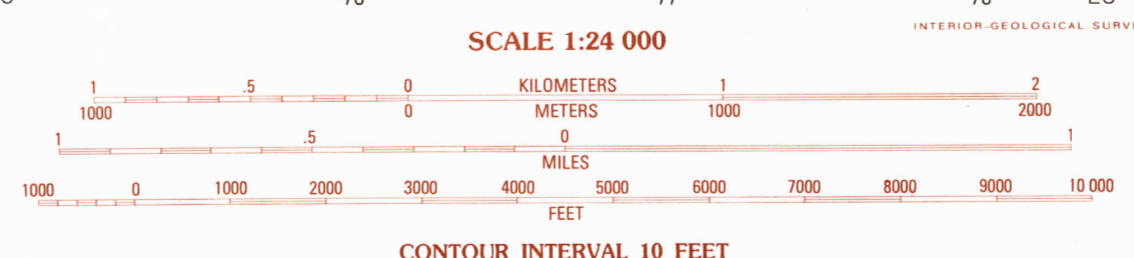 INTERIOR–GEOLOGICAL
SCALE 1:24 000
1 .5 0 KILOMETERS 1 2
1000 0 METERS 1000 2000
1 .5 0 1
MILES
1000 0 1000 2000 3000 4000 5000 6000 7000 8000 9000 10 000
FEET
CONTOUR INTERVAL 10 FEET